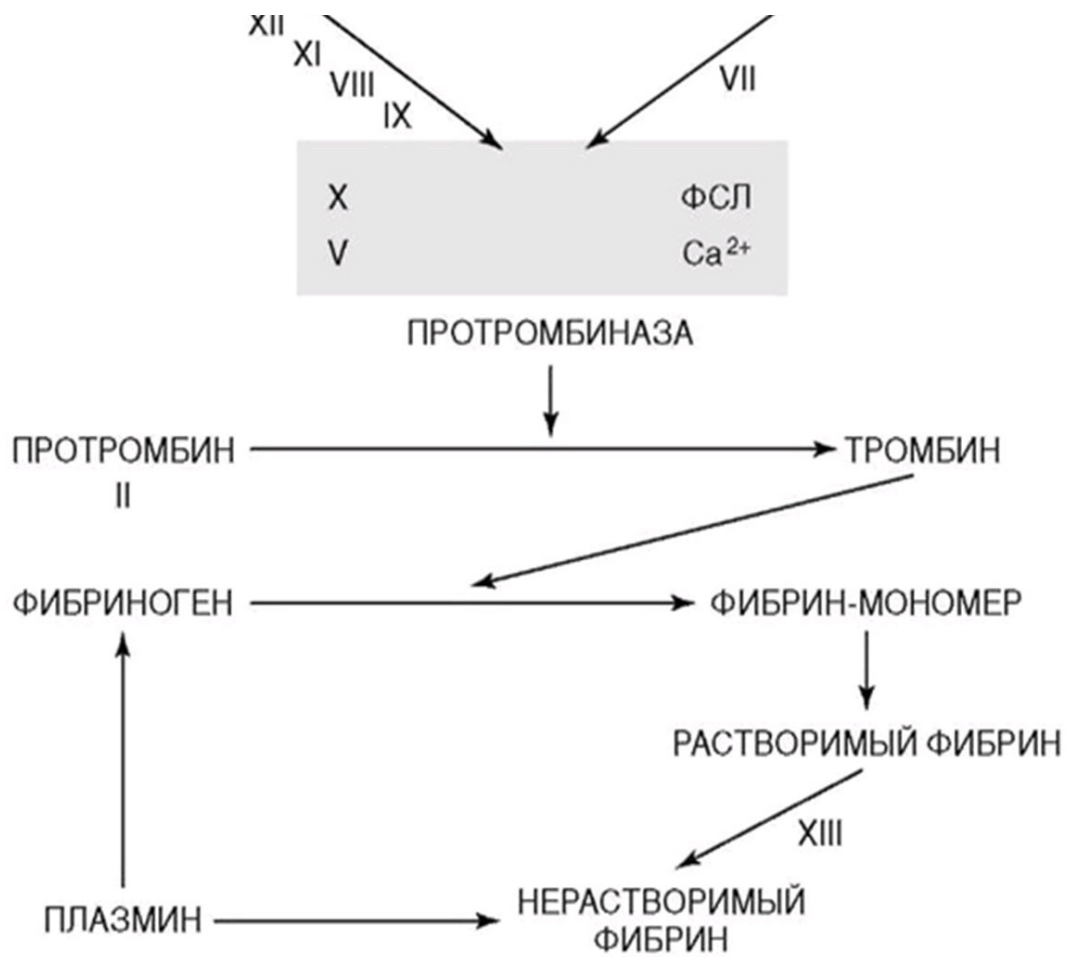 XII
XI
VIII
IX
VII
X
ФСЛ
V
Ca²⁺
ПРОТРОМБИНАЗА
ПРОТРОМБИН
ТРОМБИН
II
ФИБРИНОГЕН
ФИБРИН-МОНОМЕР
РАСТВОРИМЫЙ ФИБРИН
XIII
ПЛАЗМИН
НЕРАСТВОРИМЫЙ
ФИБРИН